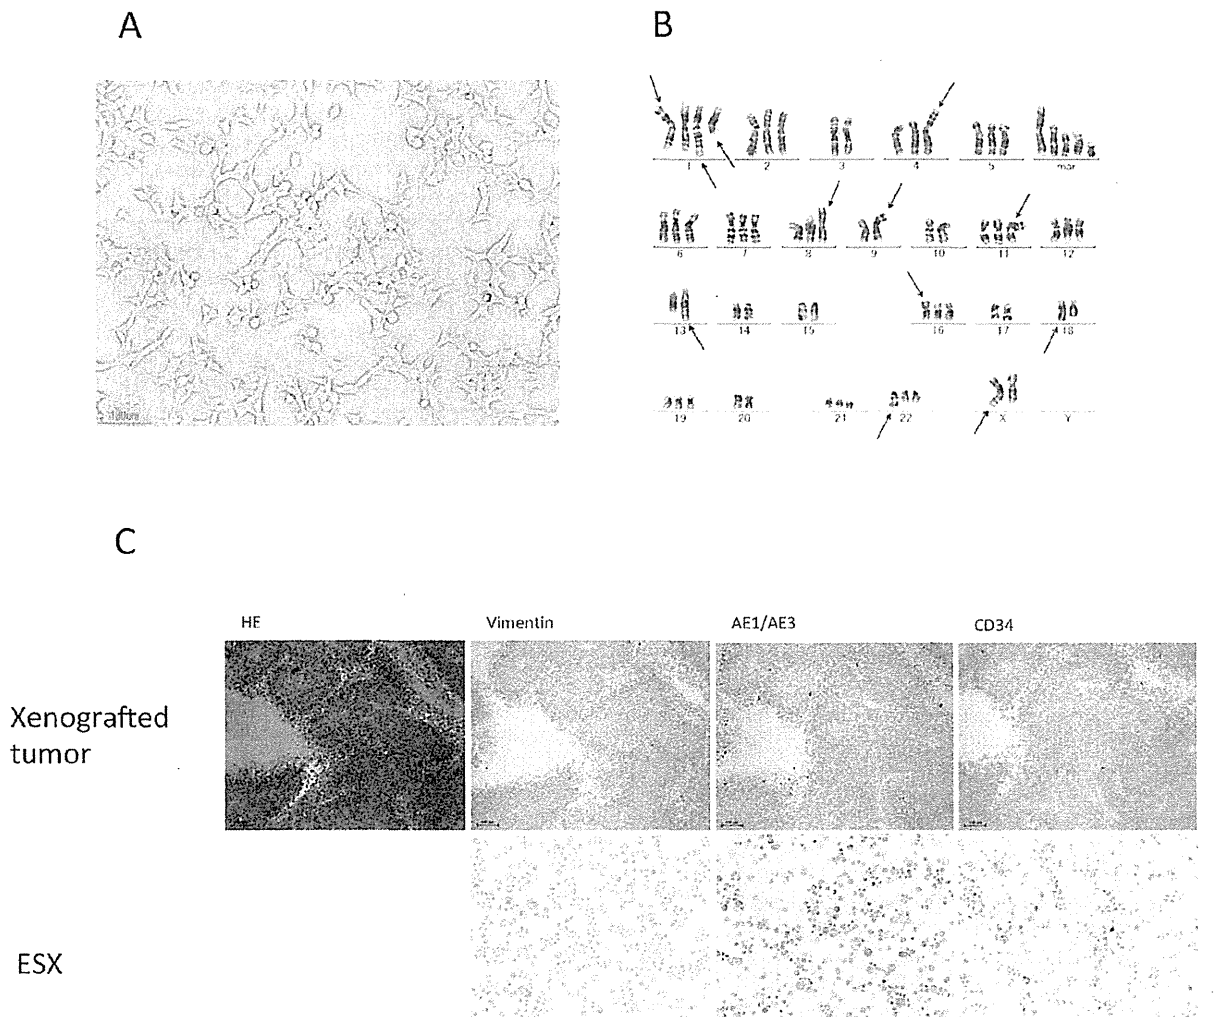 A
B
100um
1 2 3 4 5 mar
6 7 8 9 10 11 12
13 14 15 16 17 18
19 20 21 22 X Y
C
HE Vimentin AE1/AE3 CD34
Xenografted
tumor
ESX